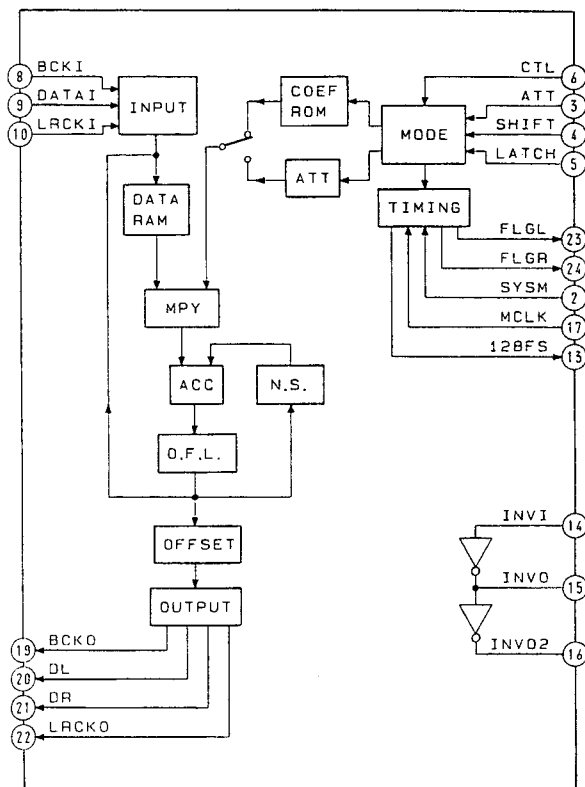 8 BCKI
9 DATAI
10 LRCKI
INPUT
COEF
ROM
MODE
CTL 6
ATT 3
SHIFT 4
LATCH 5
DATA
RAM
ATT
TIMING
FLGL 23
FLGR 24
SYSM 2
MCLK 17
128FS 13
MPY
ACC
N.S.
O.F.L.
OFFSET
OUTPUT
INVI 14
INVO 15
INVO2 16
19 BCKO
20 DL
21 DR
22 LRCKO